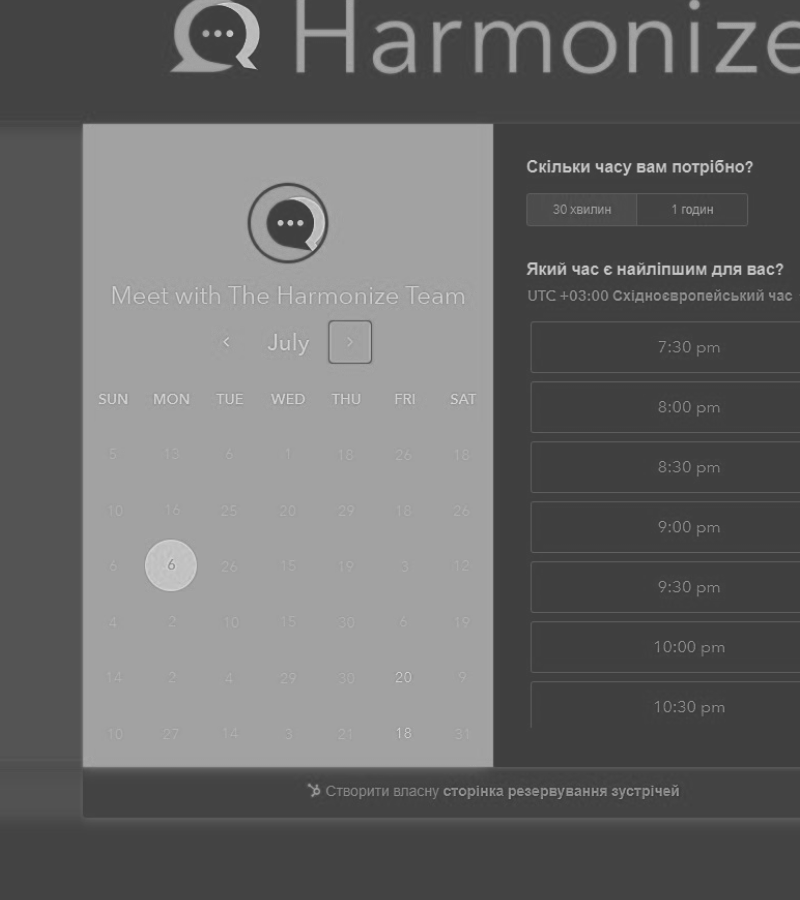 Harmonize
Meet with The Harmonize Team
July
SUN MON TUE WED THU FRI SAT
5 13 6 1 18 26 18
10 16 25 20 29 18 26
6 6 26 15 19 3 12
4 2 10 15 30 6 19
14 2 4 29 30 20 9
10 27 14 3 21 18 31
Скільки часу вам потрібно?
30 хвилин 1 годин
Який час є найліпшим для вас?
UTC +03:00 Східноєвропейський час
7:30 pm
8:00 pm
8:30 pm
9:00 pm
9:30 pm
10:00 pm
10:30 pm
Створити власну сторінка резервування зустрічей